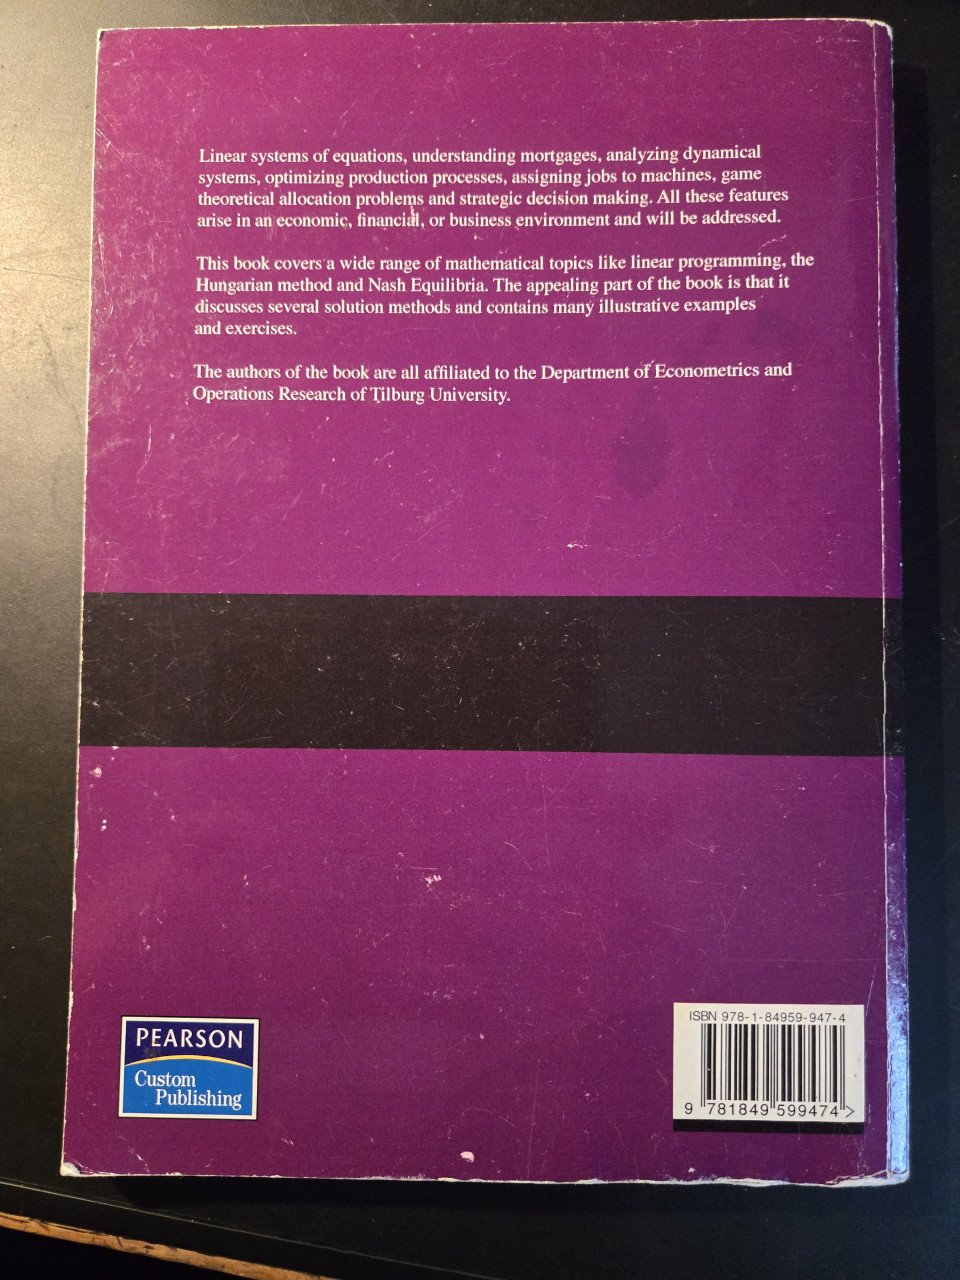 Linear systems of equations, understanding mortgages, analyzing dynamical
systems, optimizing production processes, assigning jobs to machines, game
theoretical allocation problems and strategic decision making. All these features
arise in an economic, financial, or business environment and will be addressed.
This book covers a wide range of mathematical topics like linear programming, the
Hungarian method and Nash Equilibria. The appealing part of the book is that it
discusses several solution methods and contains many illustrative examples
and exercises.
The authors of the book are all affiliated to the Department of Econometrics and
Operations Research of Tilburg University.
PEARSON
Custom
Publishing
ISBN 978-1-84959-947-4
9 781849 599474 >